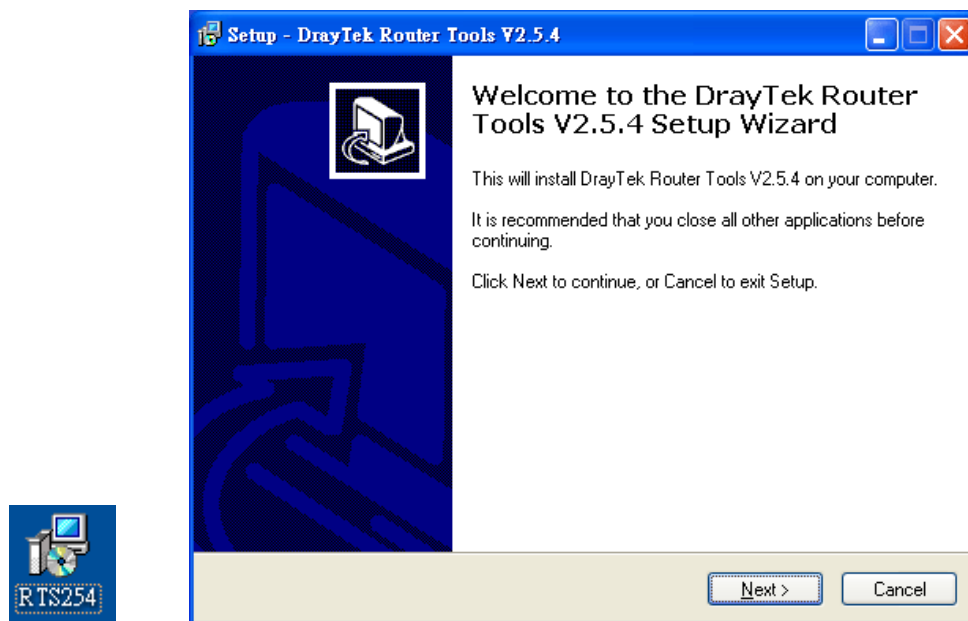 Setup - DrayTek Router Tools V2.5.4
Welcome to the DrayTek Router
Tools V2.5.4 Setup Wizard
This will install DrayTek Router Tools V2.5.4 on your computer.
It is recommended that you close all other applications before
continuing.
Click Next to continue, or Cancel to exit Setup.
RTS254
Next >
Cancel